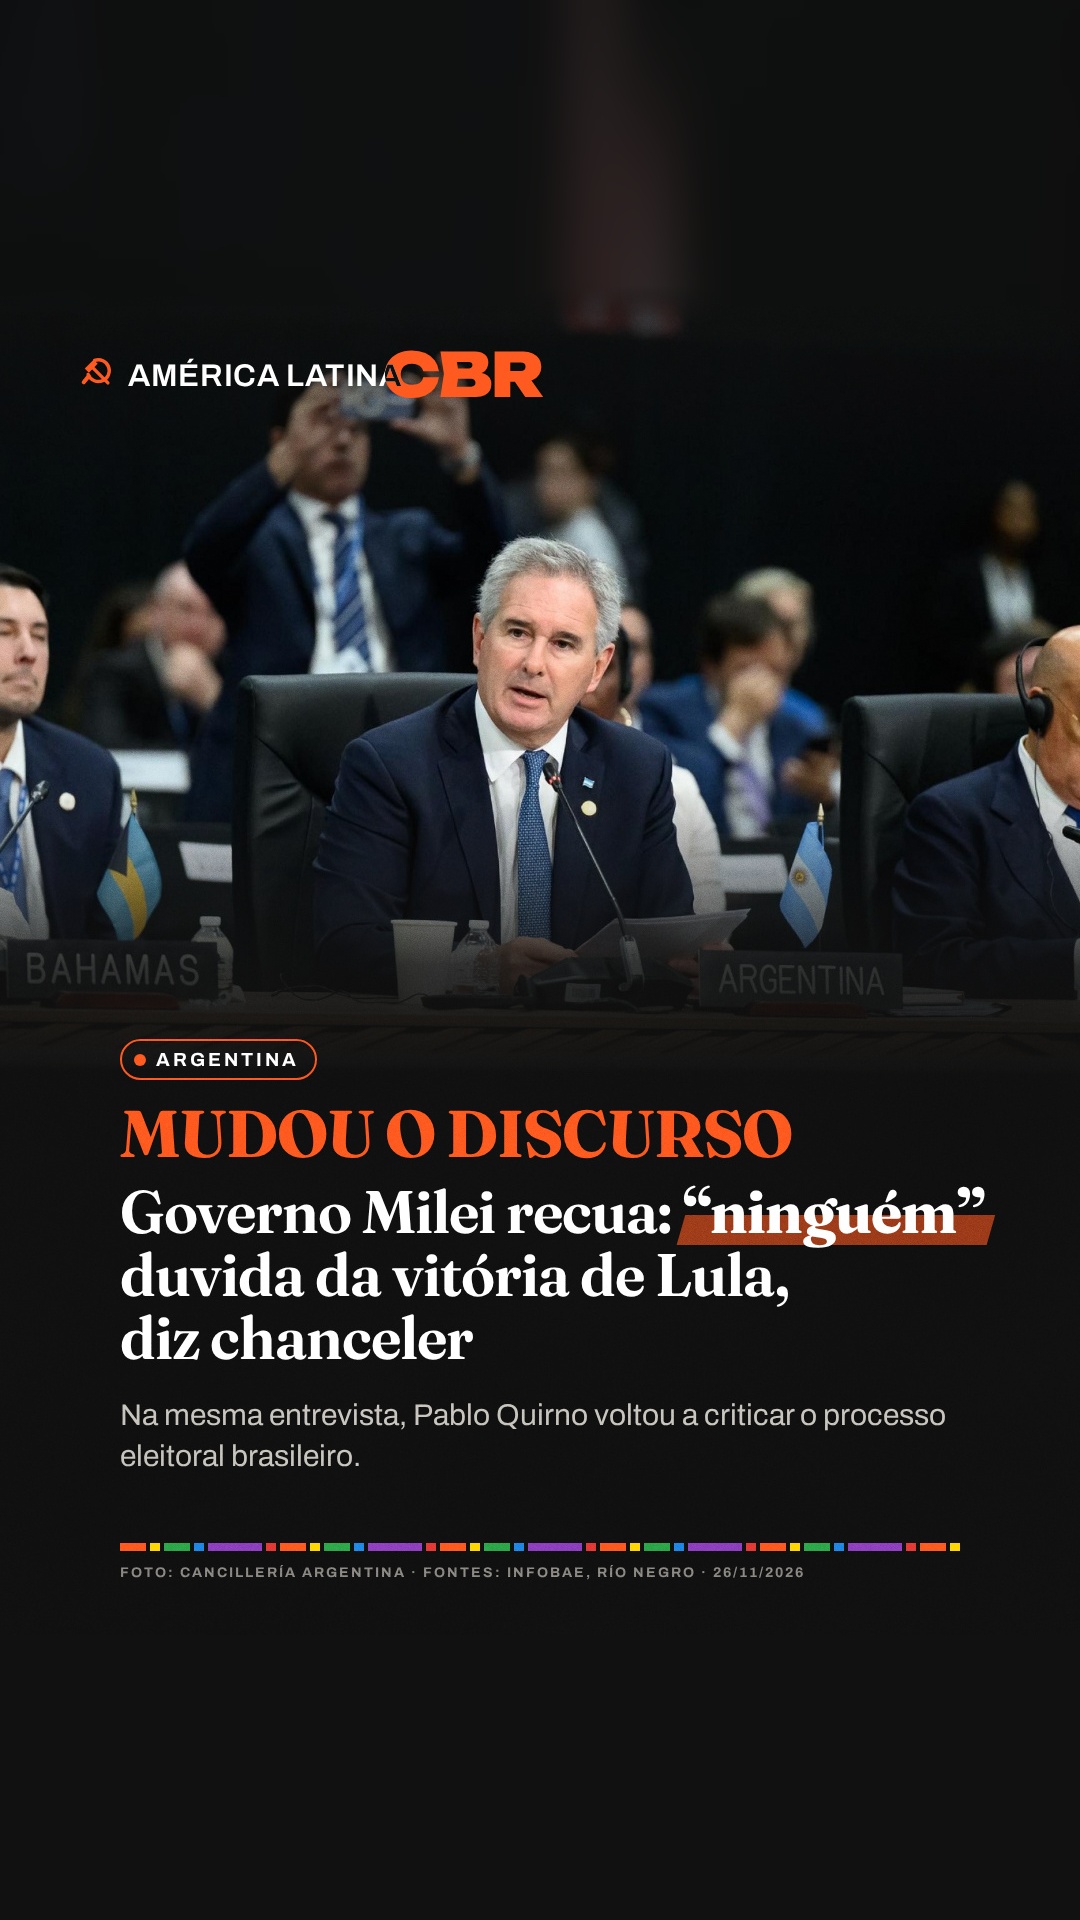 AMÉRICA LATINA
CBR
BAHAMAS
ARGENTINA
ARGENTINA
MUDOU O DISCURSO
Governo Milei recua: “ninguém”
duvida da vitória de Lula,
diz chanceler
Na mesma entrevista, Pablo Quirno voltou a criticar o processo
eleitoral brasileiro.
FOTO: CANCILLERÍA ARGENTINA · FONTES: INFOBAE, RÍO NEGRO · 26/11/2026